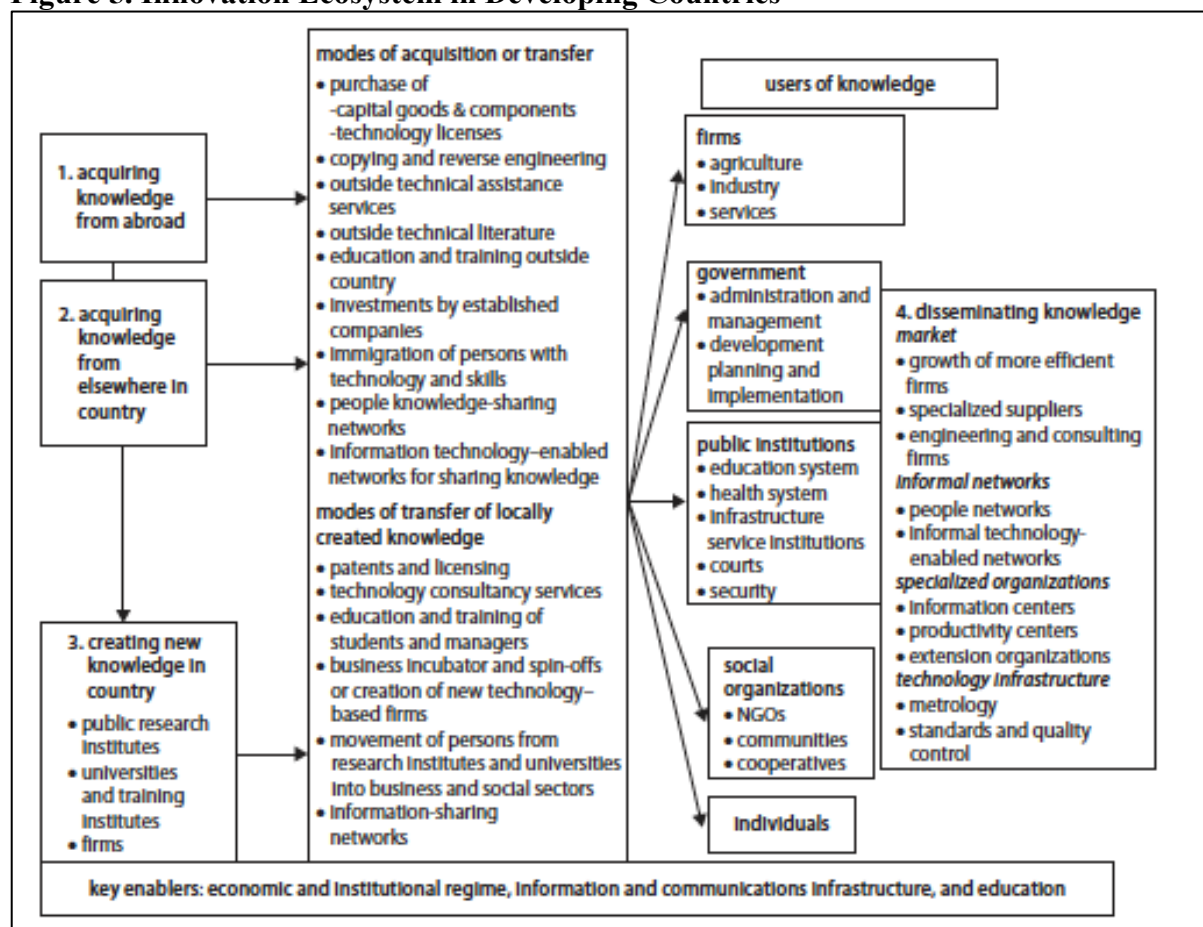 Figure 3. Innovation Ecosystem in Developing Countries
1. acquiring
knowledge
from abroad
2. acquiring
knowledge
from
elsewhere in
country
3. creating new
knowledge in
country
• public research
institutes
• universities
and training
institutes
• firms
modes of acquisition or transfer
• purchase of
-capital goods & components
-technology licenses
• copying and reverse engineering
• outside technical assistance
services
• outside technical literature
• education and training outside
country
• investments by established
companies
• immigration of persons with
technology and skills
• people knowledge-sharing
networks
• information technology–enabled
networks for sharing knowledge
modes of transfer of locally
created knowledge
• patents and licensing
• technology consultancy services
• education and training of
students and managers
• business incubator and spin-offs
or creation of new technology–
based firms
• movement of persons from
research institutes and universities
into business and social sectors
• information-sharing
networks
users of knowledge
firms
• agriculture
• industry
• services
government
• administration and
management
• development
planning and
implementation
public institutions
• education system
• health system
• infrastructure
service institutions
• courts
• security
social
organizations
• NGOs
• communities
• cooperatives
individuals
4. disseminating knowledge
market
• growth of more efficient
firms
• specialized suppliers
• engineering and consulting
firms
informal networks
• people networks
• informal technology-
enabled networks
specialized organizations
• information centers
• productivity centers
• extension organizations
technology infrastructure
• metrology
• standards and quality
control
key enablers: economic and institutional regime, information and communications infrastructure, and education